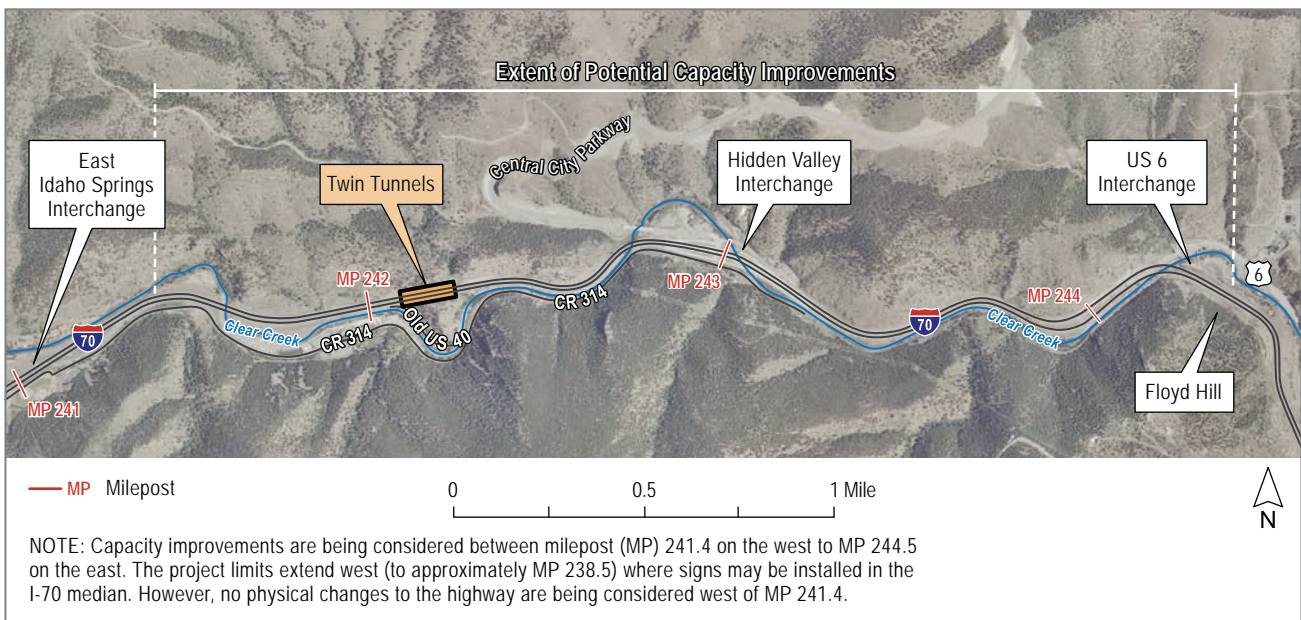 Extent of Potential Capacity Improvements
East
Idaho Springs
Interchange
Twin Tunnels
Central City Parkway
Hidden Valley
Interchange
US 6
Interchange
MP 242
MP 243
MP 244
6
70
Clear Creek
CR 314
Old US 40
CR 314
70
Clear Creek
Floyd Hill
MP 241
MP Milepost
0 0.5 1 Mile
N
NOTE: Capacity improvements are being considered between milepost (MP) 241.4 on the west to MP 244.5
on the east. The project limits extend west (to approximately MP 238.5) where signs may be installed in the
I-70 median. However, no physical changes to the highway are being considered west of MP 241.4.